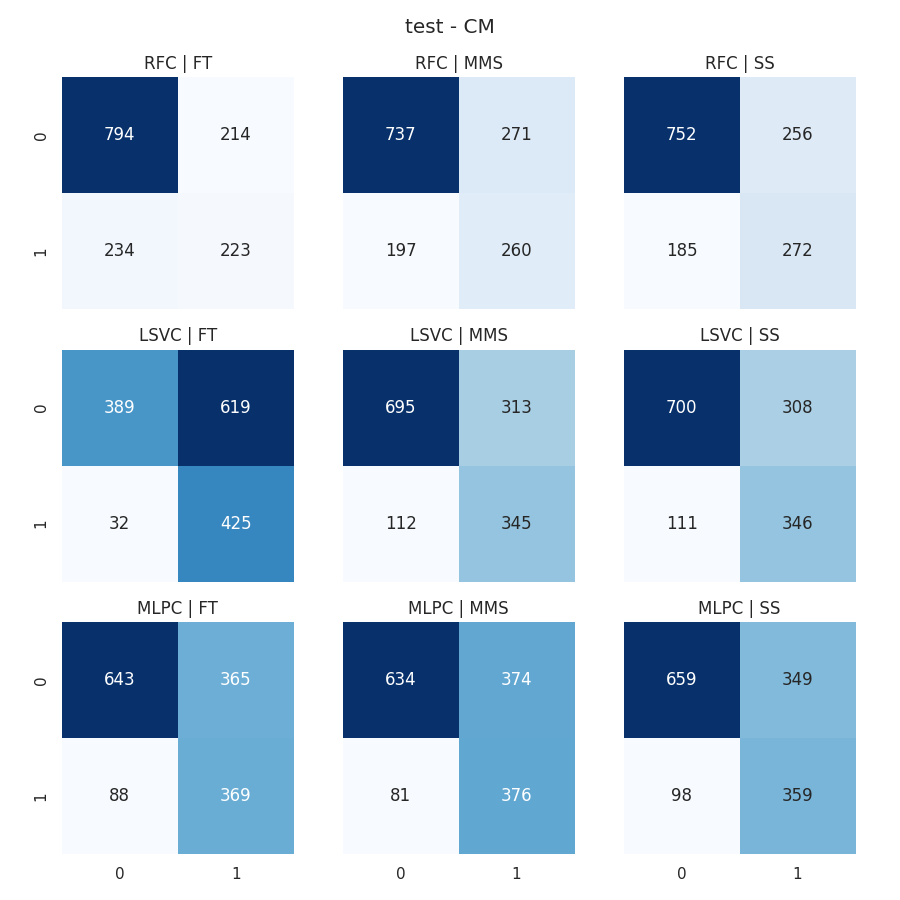 test - CM
RFC | FT RFC | MMS RFC | SS
0 794 214 737 271 752 256
1 234 223 197 260 185 272
LSVC | FT LSVC | MMS LSVC | SS
0 389 619 695 313 700 308
1 32 425 112 345 111 346
MLPC | FT MLPC | MMS MLPC | SS
0 643 365 634 374 659 349
1 88 369 81 376 98 359
0 1 0 1 0 1